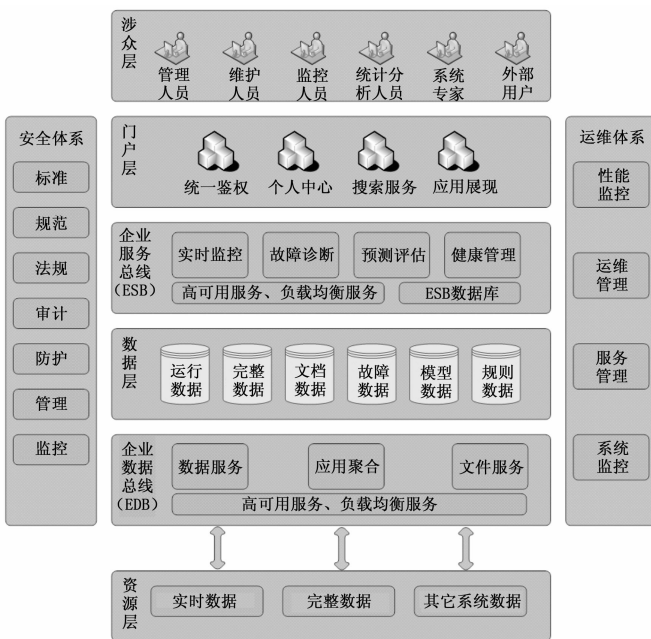 涉众层
管理人员
维护人员
监控人员
统计分析人员
系统专家
外部用户
安全体系
标准
规范
法规
审计
防护
管理
监控
门户层
统一鉴权
个人中心
搜索服务
应用展现
企业服务总线(ESB)
实时监控
故障诊断
预测评估
健康管理
高可用服务、负载均衡服务
ESB数据库
数据层
运行数据
完整数据
文档数据
故障数据
模型数据
规则数据
企业数据总线(EDB)
数据服务
应用聚合
文件服务
高可用服务、负载均衡服务
资源层
实时数据
完整数据
其它系统数据
运维体系
性能监控
运维管理
服务管理
系统监控